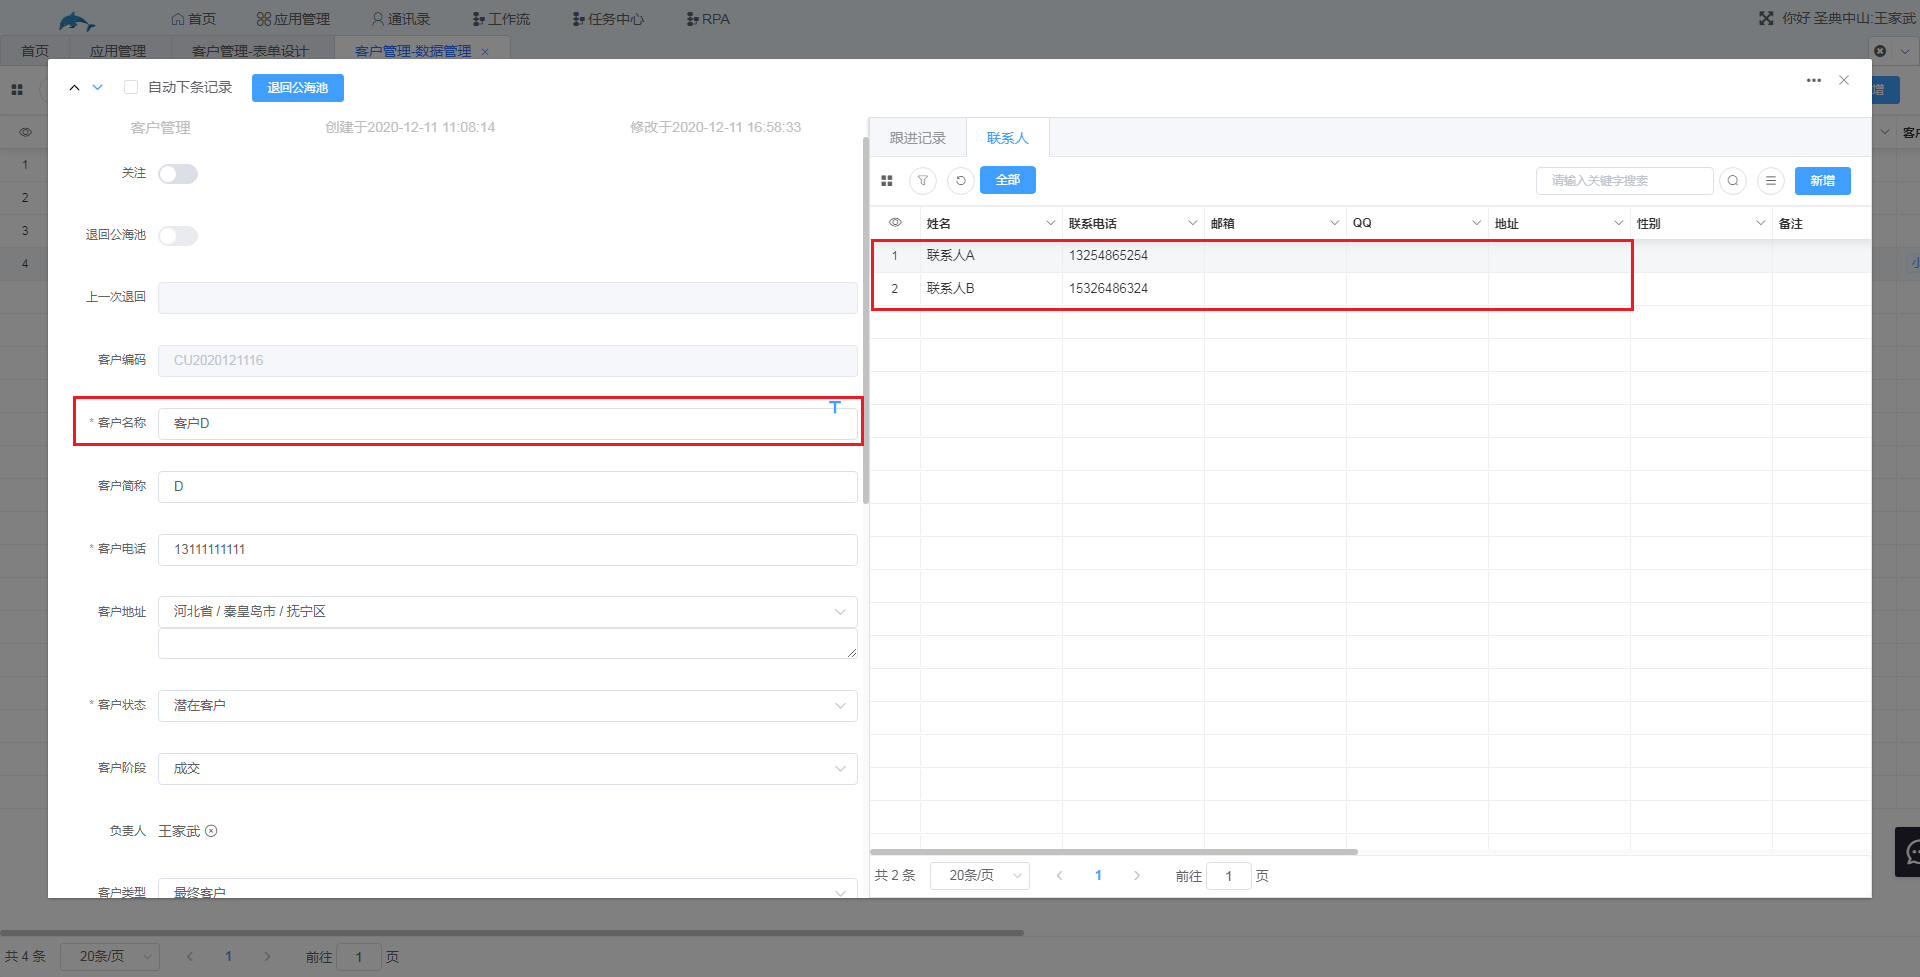 首页 应用管理 通讯录 工作流 任务中心 RPA 你好 圣典中山:王家武
首页 应用管理 客户管理-表单设计 客户管理-数据管理
自动下条记录 退回公海池
增
客户管理 创建于2020-12-11 11:08:14 修改于2020-12-11 16:58:33
关注
退回公海池
上一次退回
客户编码 CU2020121116
* 客户名称 客户D
客户简称 D
* 客户电话 13111111111
客户地址 河北省 / 秦皇岛市 / 抚宁区
* 客户状态 潜在客户
客户阶段 成交
负责人 王家武
客户类型 最终客户
跟进记录 联系人
全部 请输入关键字搜索 新增
姓名 联系电话 邮箱 QQ 地址 性别 备注
1 联系人A 13254865254
2 联系人B 15326486324
共 2 条 20条/页 1 前往 1 页
1
2
3
4
共 4 条 20条/页 1 前往 1 页